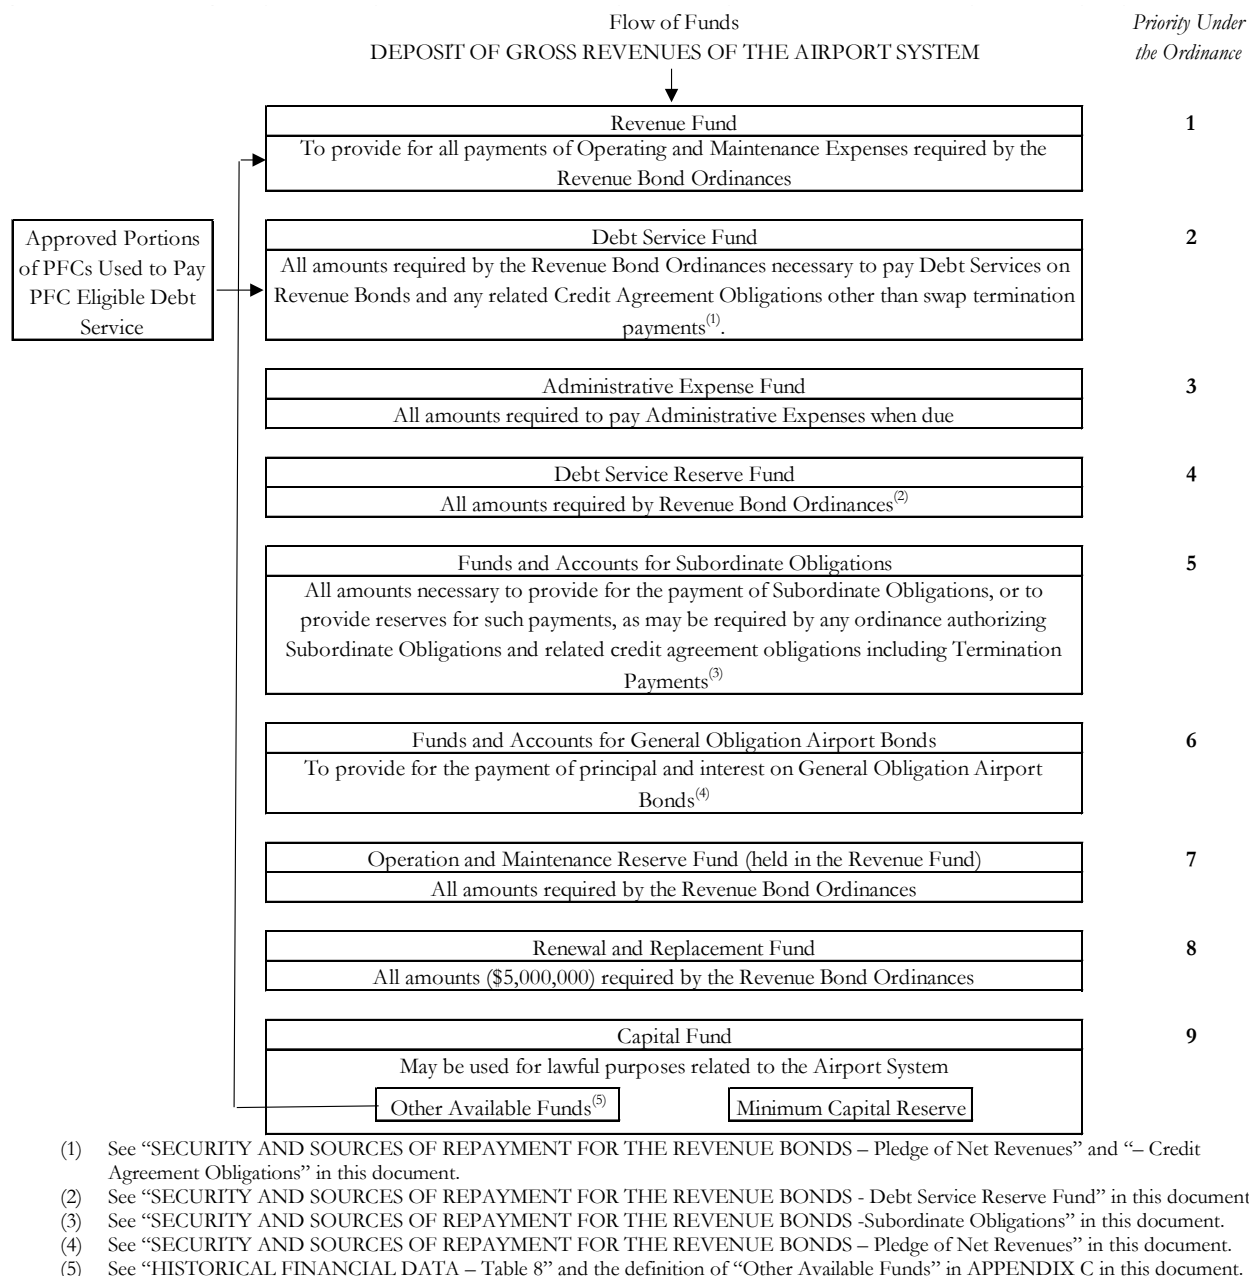 Flow of Funds
Priority Under
DEPOSIT OF GROSS REVENUES OF THE AIRPORT SYSTEM
the Ordinance
Revenue Fund
1
To provide for all payments of Operating and Maintenance Expenses required by the
Revenue Bond Ordinances
Approved Portions
of PFCs Used to Pay
PFC Eligible Debt
Service
Debt Service Fund
2
All amounts required by the Revenue Bond Ordinances necessary to pay Debt Services on
Revenue Bonds and any related Credit Agreement Obligations other than swap termination
payments(1).
Administrative Expense Fund
3
All amounts required to pay Administrative Expenses when due
Debt Service Reserve Fund
4
All amounts required by Revenue Bond Ordinances(2)
Funds and Accounts for Subordinate Obligations
5
All amounts necessary to provide for the payment of Subordinate Obligations, or to
provide reserves for such payments, as may be required by any ordinance authorizing
Subordinate Obligations and related credit agreement obligations including Termination
Payments(3)
Funds and Accounts for General Obligation Airport Bonds
6
To provide for the payment of principal and interest on General Obligation Airport
Bonds(4)
Operation and Maintenance Reserve Fund (held in the Revenue Fund)
7
All amounts required by the Revenue Bond Ordinances
Renewal and Replacement Fund
8
All amounts ($5,000,000) required by the Revenue Bond Ordinances
Capital Fund
9
May be used for lawful purposes related to the Airport System
Other Available Funds(5)
Minimum Capital Reserve
(1) See “SECURITY AND SOURCES OF REPAYMENT FOR THE REVENUE BONDS – Pledge of Net Revenues” and “– Credit
Agreement Obligations” in this document.
(2) See “SECURITY AND SOURCES OF REPAYMENT FOR THE REVENUE BONDS - Debt Service Reserve Fund” in this document
(3) See “SECURITY AND SOURCES OF REPAYMENT FOR THE REVENUE BONDS -Subordinate Obligations” in this document.
(4) See “SECURITY AND SOURCES OF REPAYMENT FOR THE REVENUE BONDS – Pledge of Net Revenues” in this document.
(5) See “HISTORICAL FINANCIAL DATA – Table 8” and the definition of “Other Available Funds” in APPENDIX C in this document.